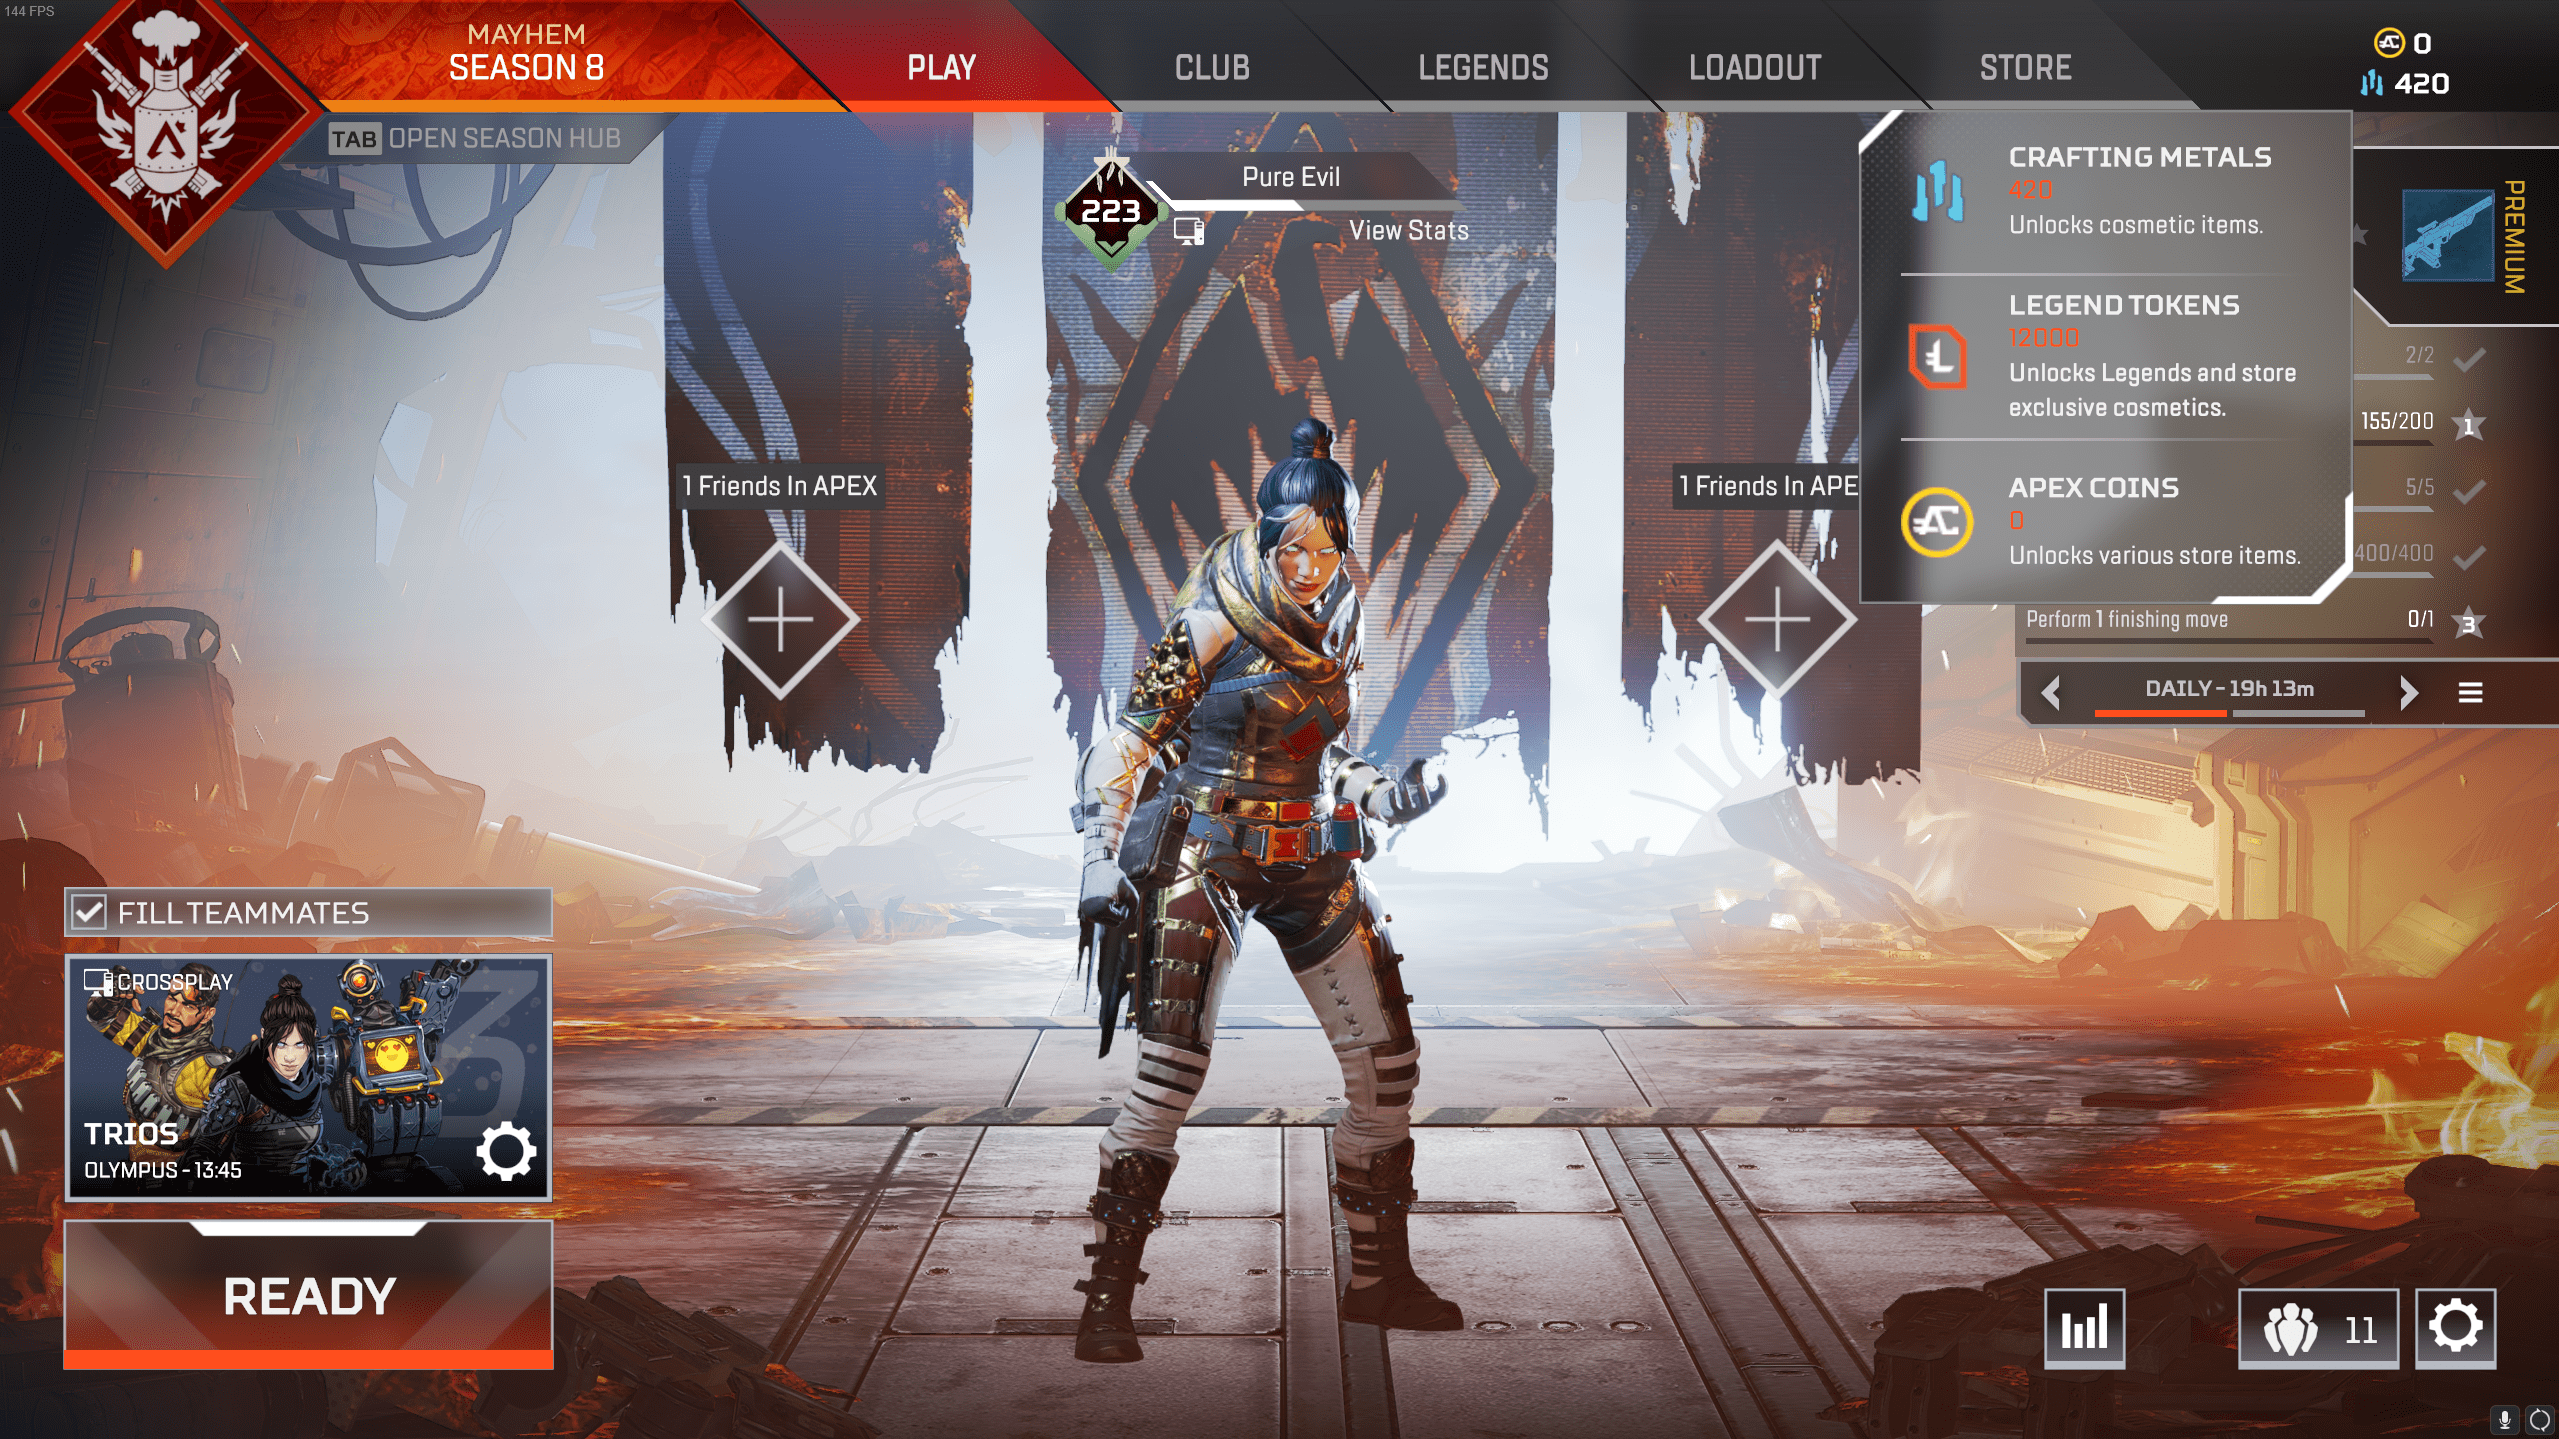 144 FPS
MAYHEM
SEASON 8
PLAY
CLUB
LEGENDS
LOADOUT
STORE
0
420
TAB OPEN SEASON HUB
223
Pure Evil
View Stats
CRAFTING METALS
420
Unlocks cosmetic items.
LEGEND TOKENS
12000
Unlocks Legends and store
exclusive cosmetics.
APEX COINS
0
Unlocks various store items.
PREMIUM
2/2
155/200
1
5/5
400/400
Perform 1 finishing move
0/1
3
DAILY - 19h 13m
1 Friends In APEX
1 Friends In APE
FILL TEAMMATES
CROSSPLAY
3
TRIOS
OLYMPUS - 13:45
READY
11